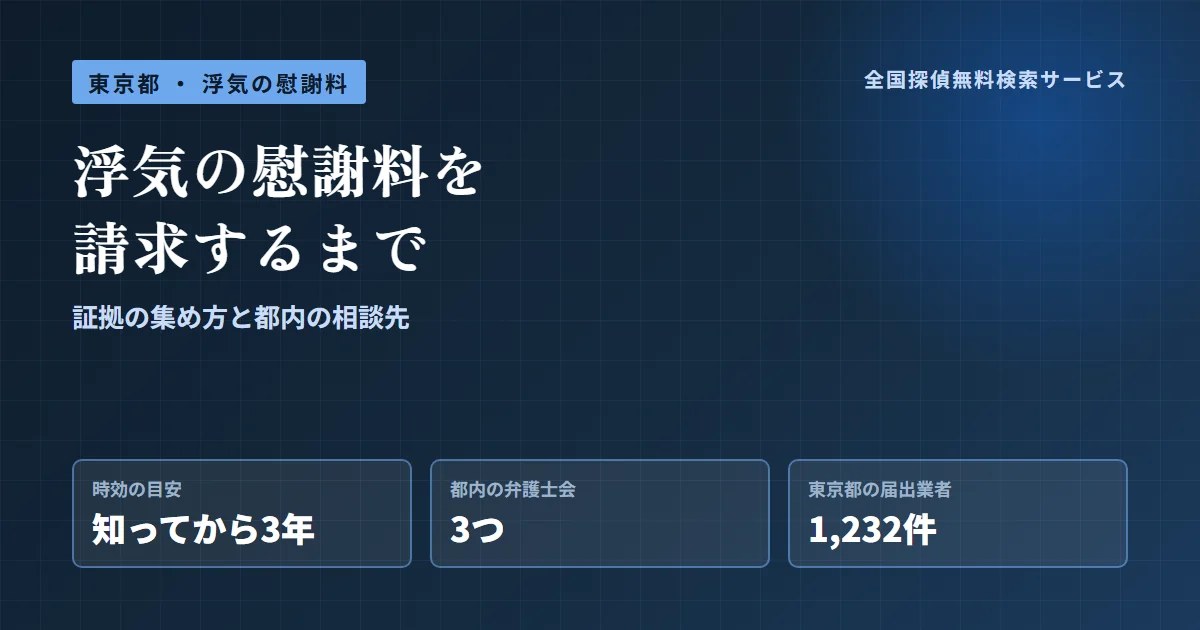 東京都 ・ 浮気の慰謝料
全国探偵無料検索サービス
浮気の慰謝料を
請求するまで
証拠の集め方と都内の相談先
時効の目安
知ってから3年
都内の弁護士会
3つ
東京都の届出業者
1,232件